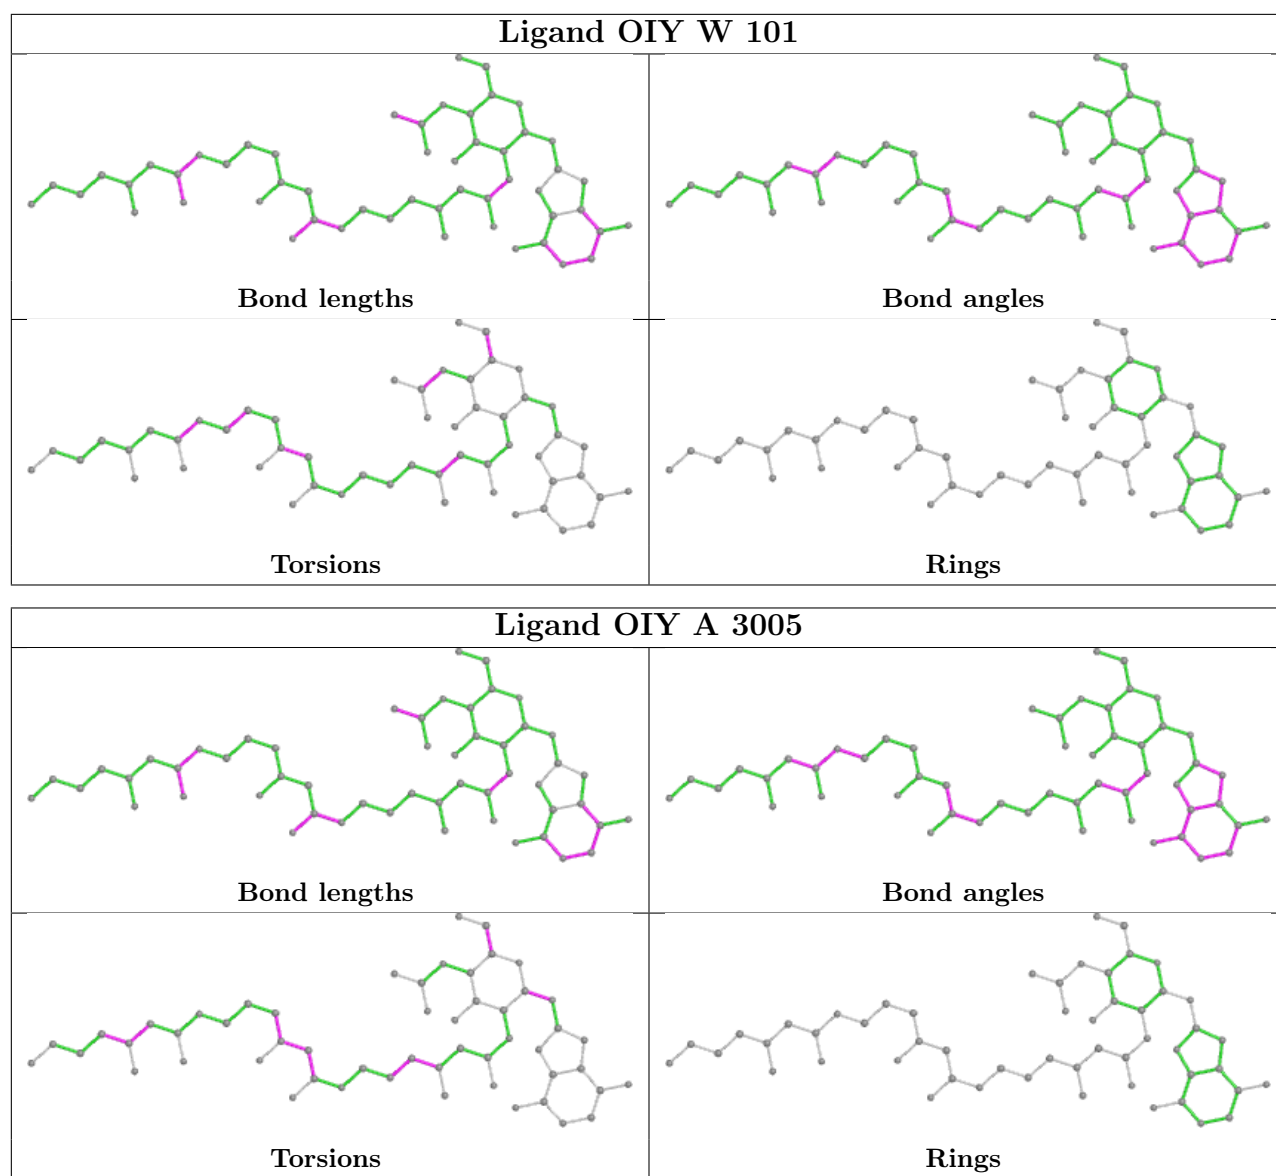 Ligand OIY W 101
Bond lengths
Bond angles
Torsions
Rings
Ligand OIY A 3005
Bond lengths
Bond angles
Torsions
Rings